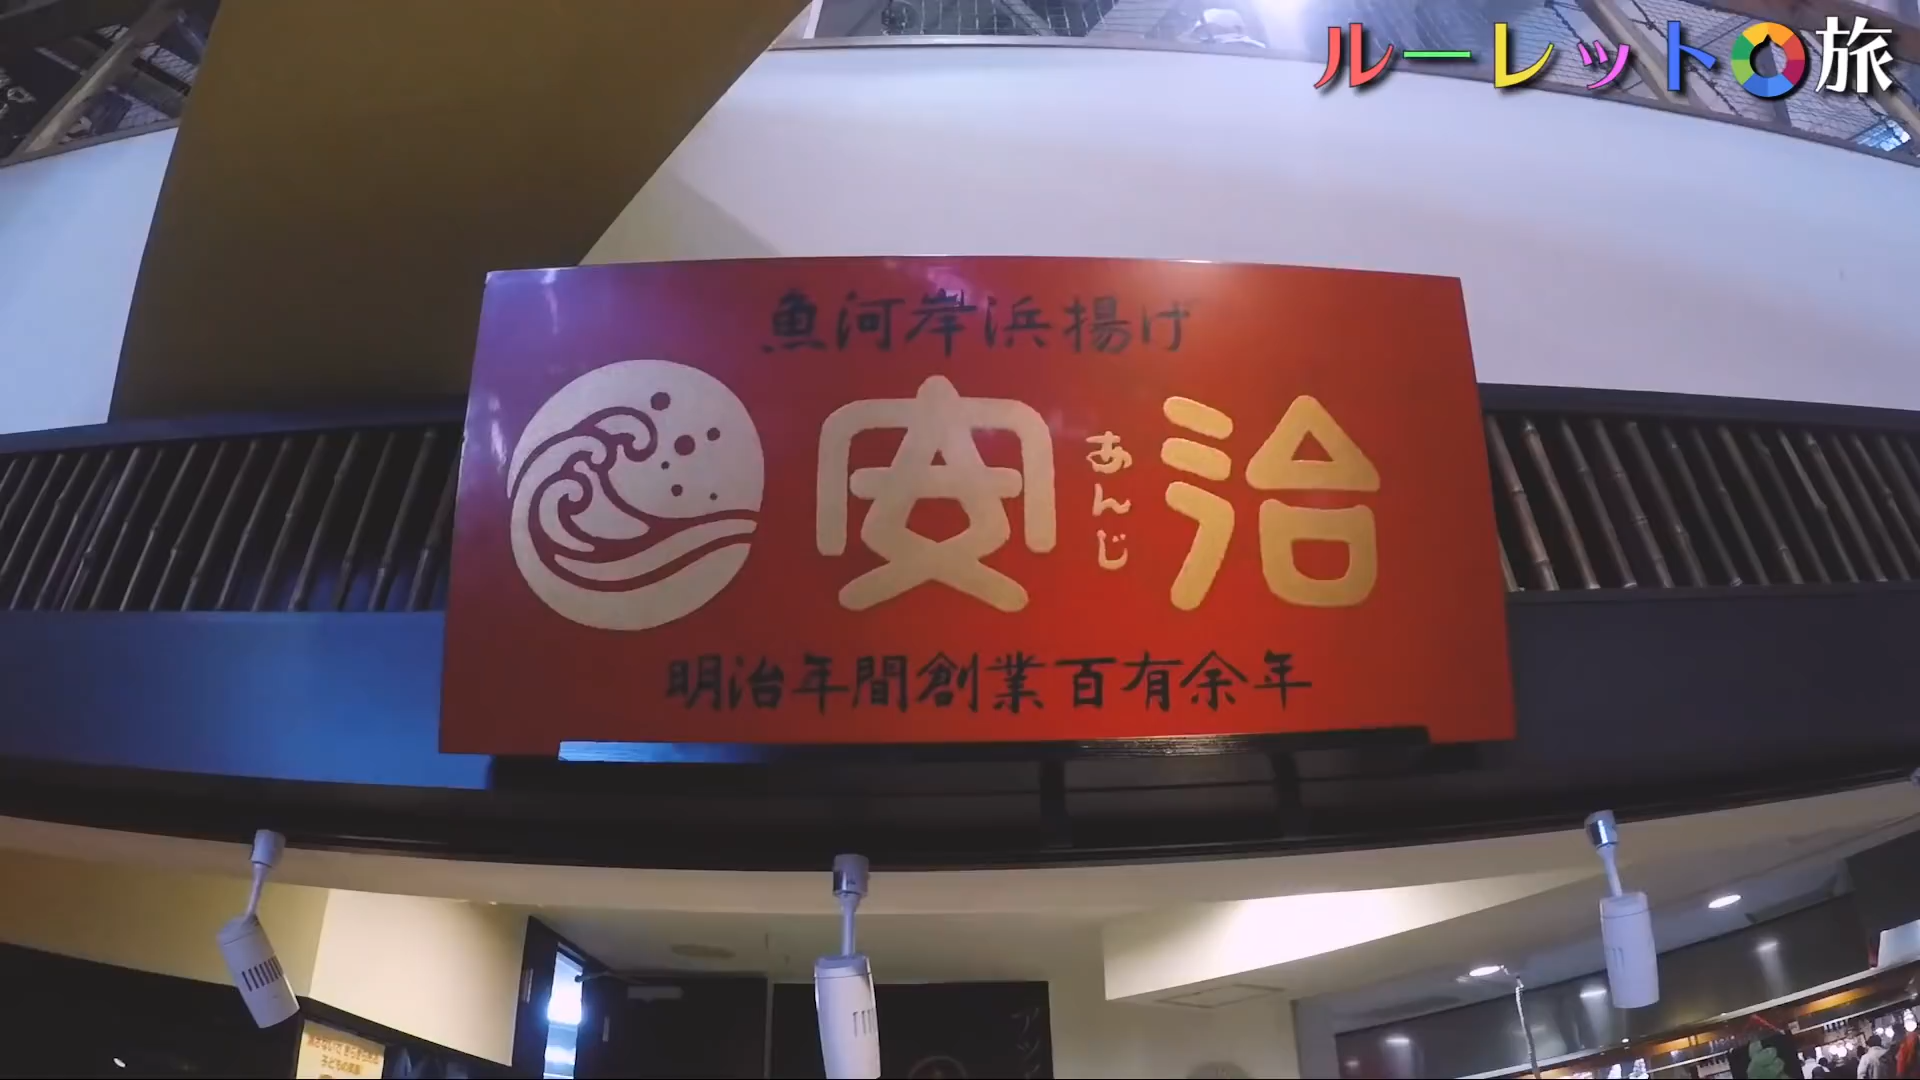 ルーレット旅
魚河岸浜揚げ
安治
あんじ
明治年間創業百有余年